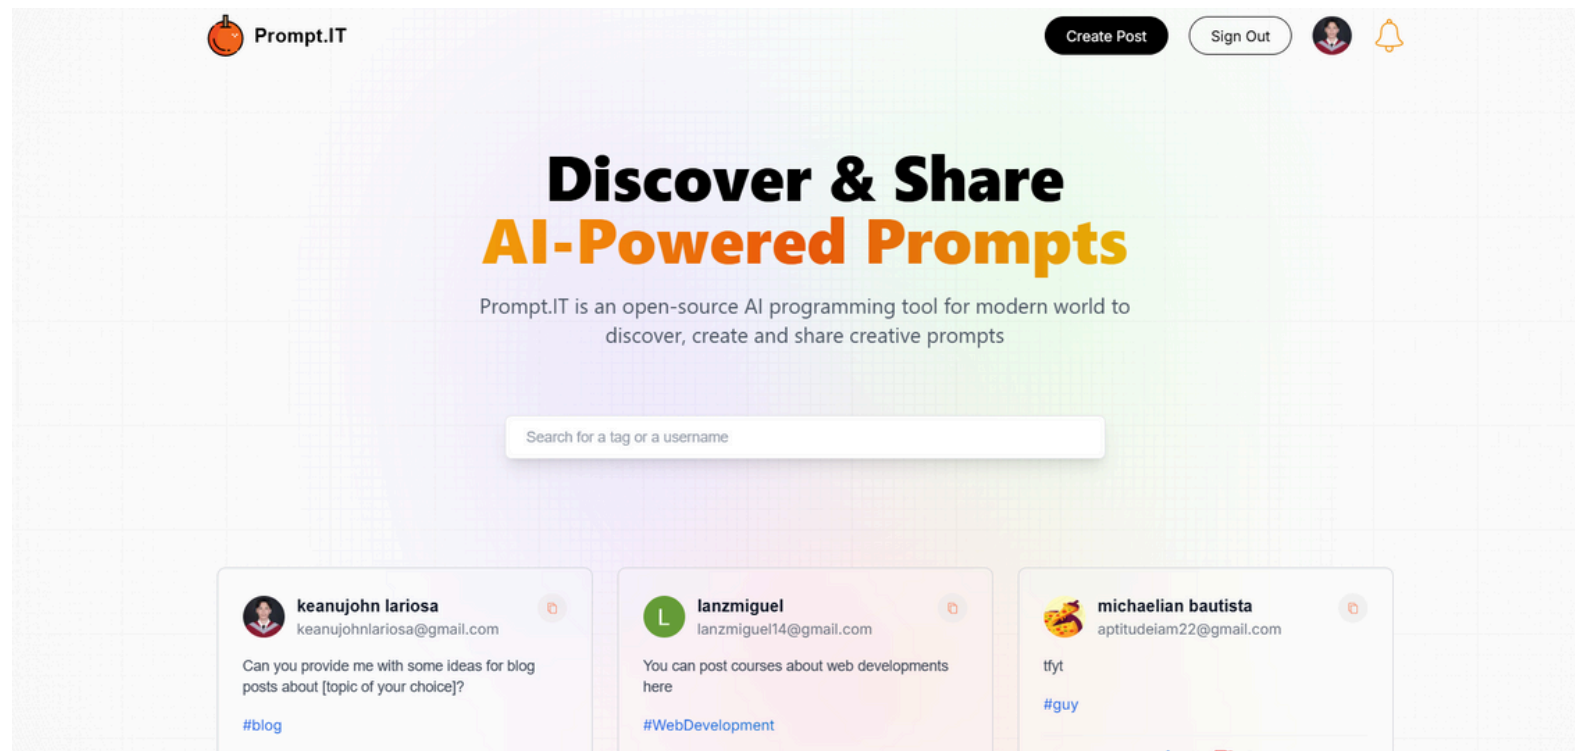 Prompt.IT
Create Post
Sign Out
Discover & Share
AI-Powered Prompts
Prompt.IT is an open-source AI programming tool for modern world to
discover, create and share creative prompts
Search for a tag or a username
keanujohn lariosa
keanujohnlariosa@gmail.com
Can you provide me with some ideas for blog
posts about [topic of your choice]?
#blog
L
lanzmiguel
lanzmiguel14@gmail.com
You can post courses about web developments
here
#WebDevelopment
michaelian bautista
aptitudeiam22@gmail.com
tfyt
#guy